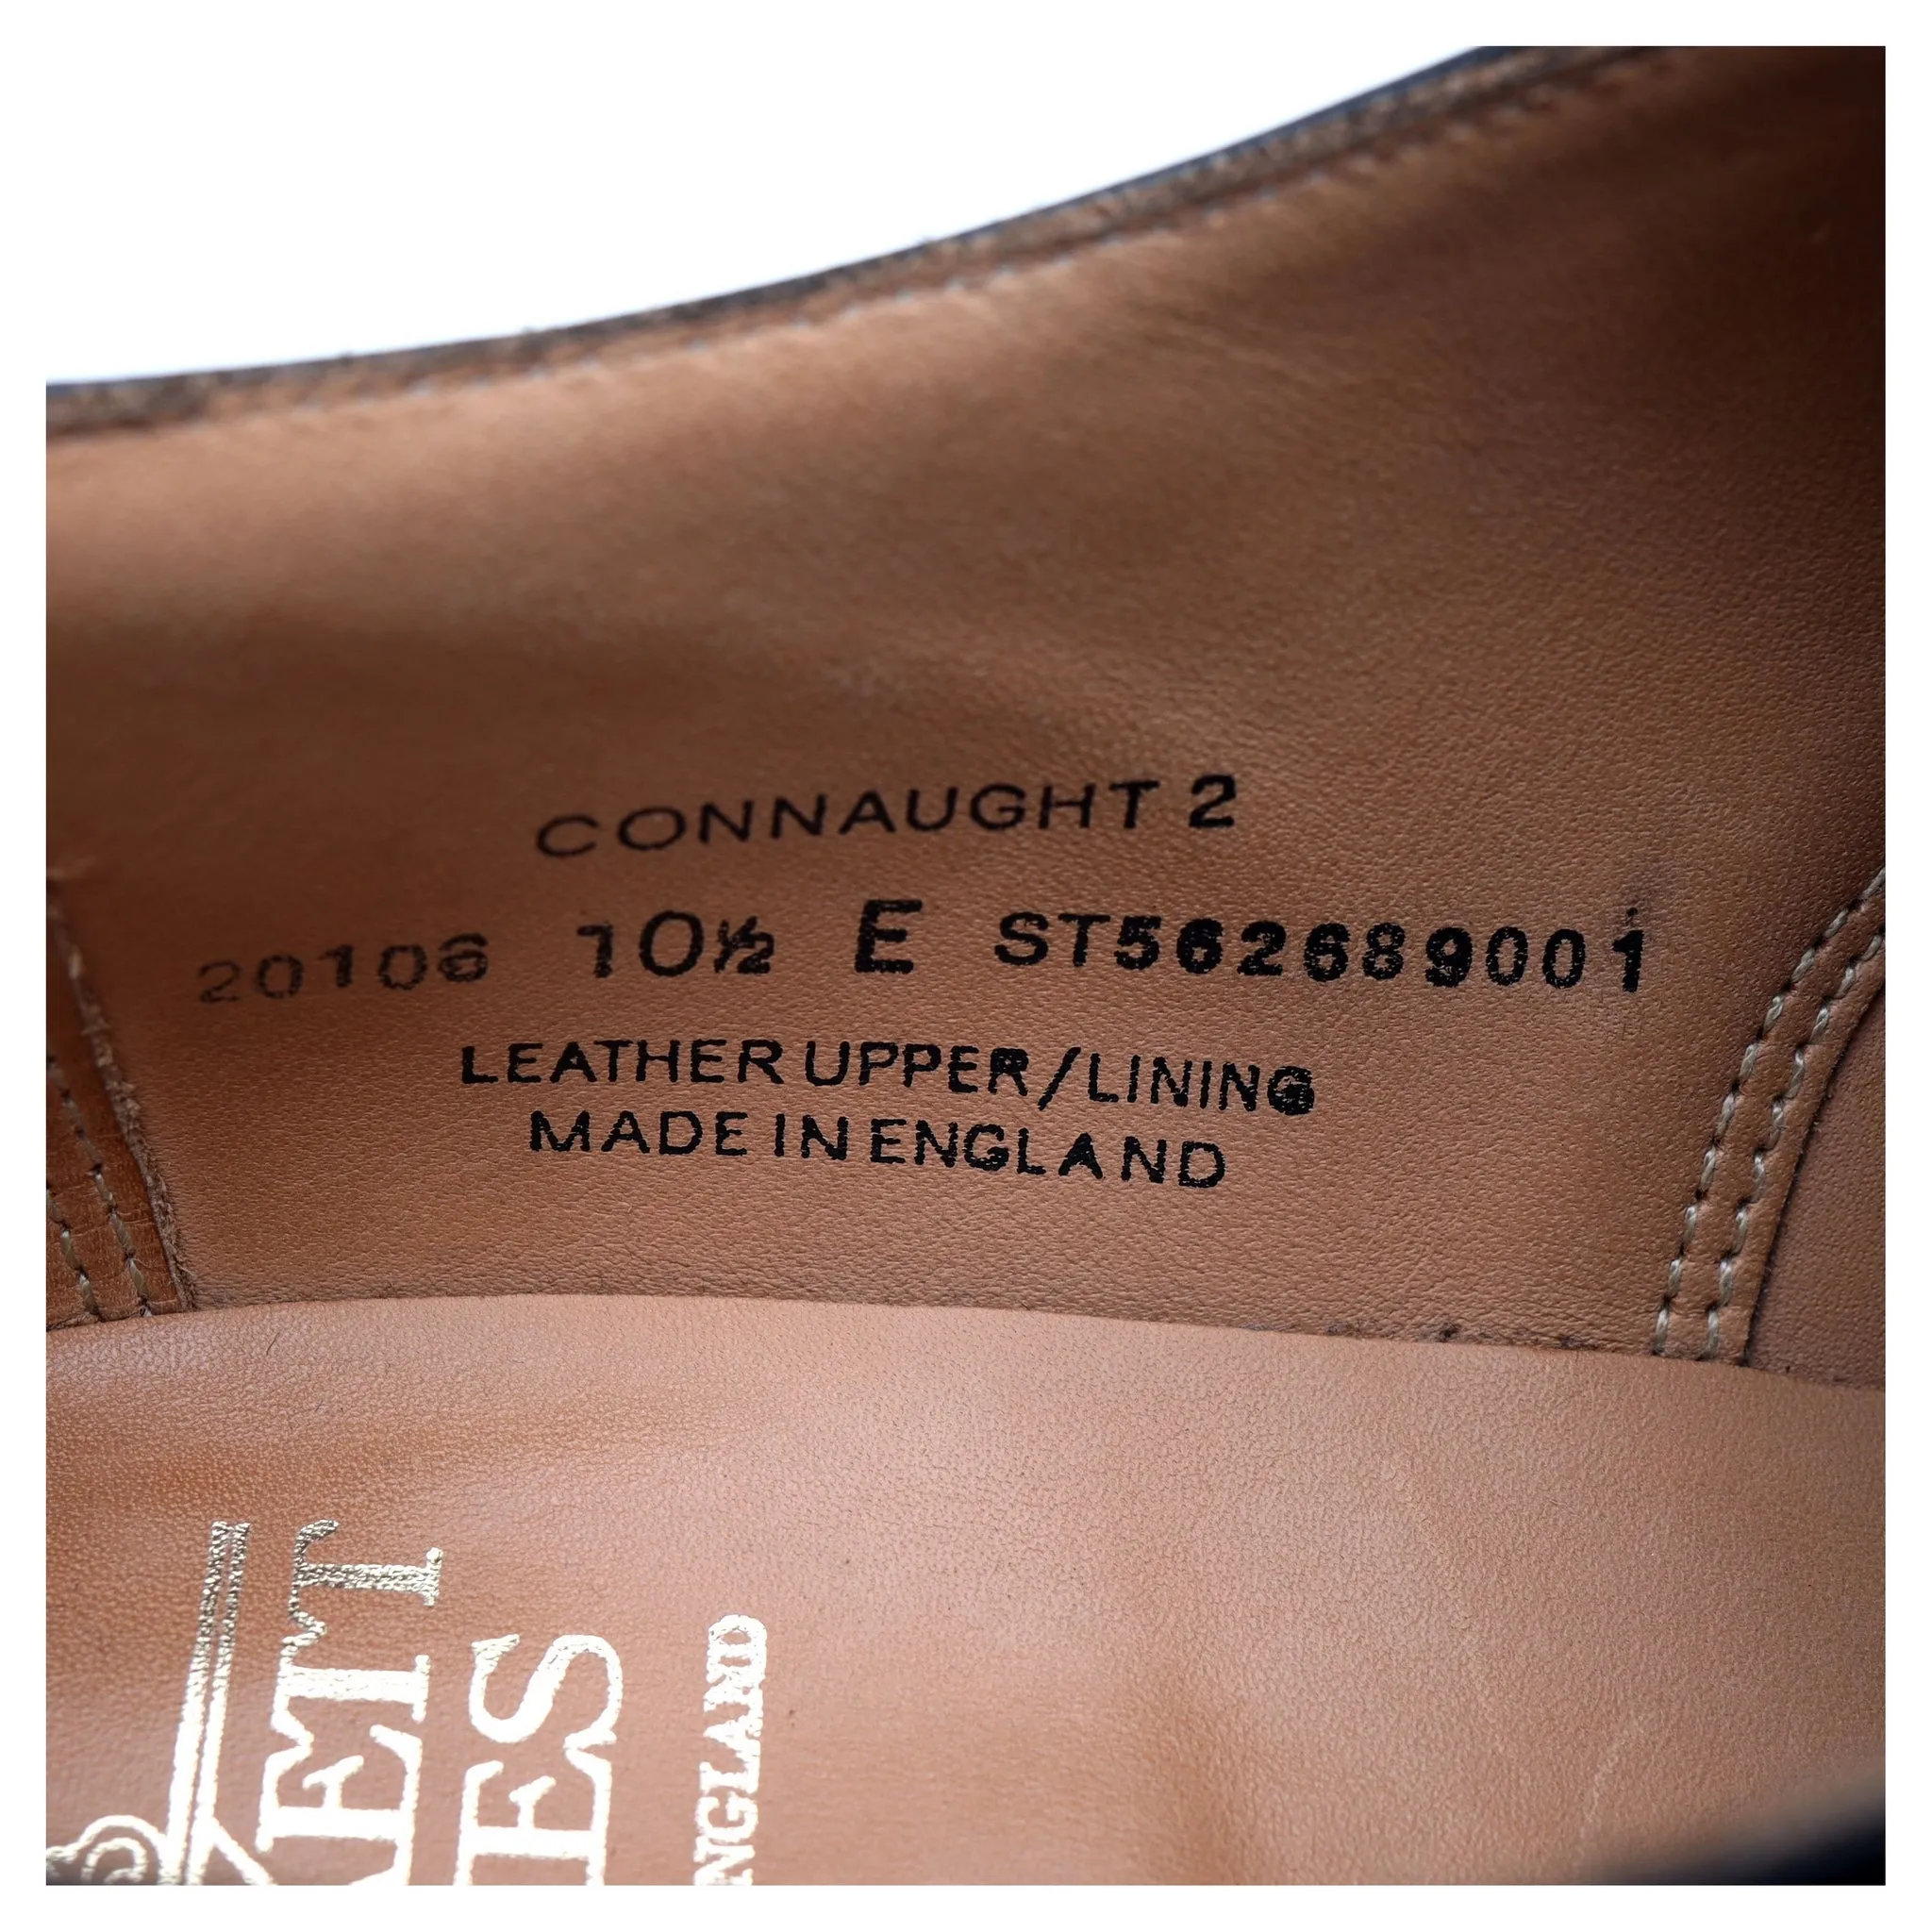 CONNAUGHT 2
20106 10½ E ST562689001
LEATHER UPPER/LINING
MADE IN ENGLAND